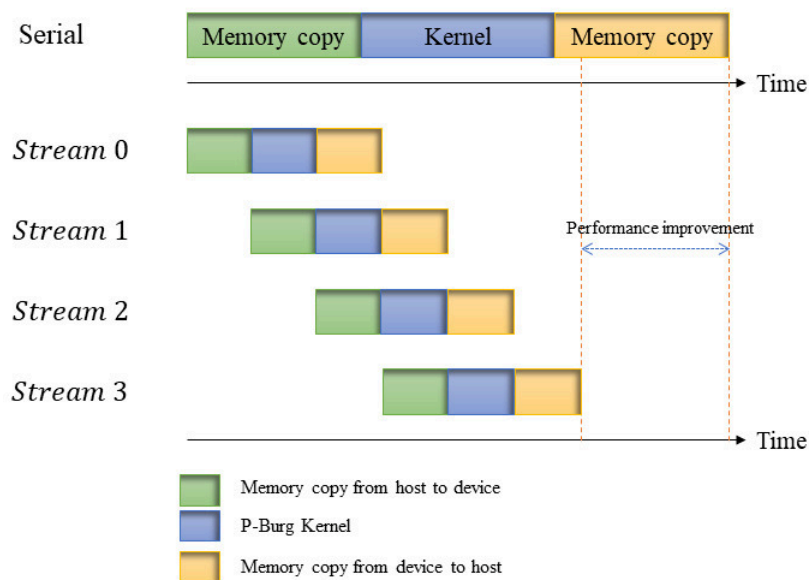 Serial
Memory copy
Kernel
Memory copy
Time
Stream 0
Stream 1
Performance improvement
Stream 2
Stream 3
Time
Memory copy from host to device
P-Burg Kernel
Memory copy from device to host